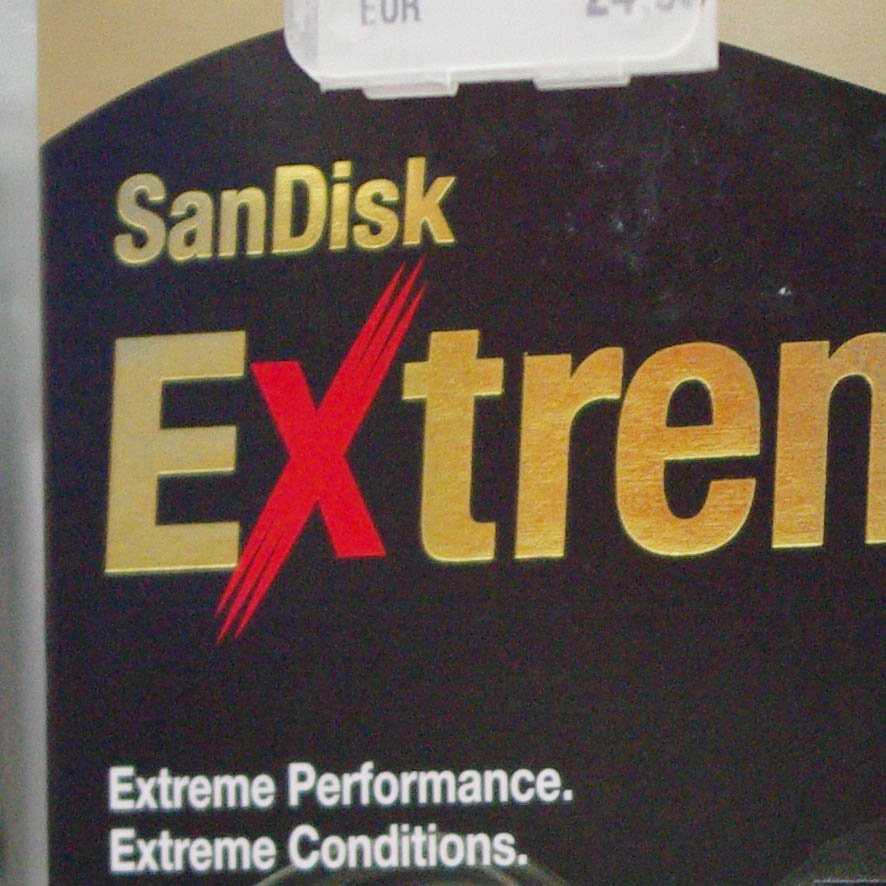 EUR
SanDisk
Extrem
Extreme Performance.
Extreme Conditions.